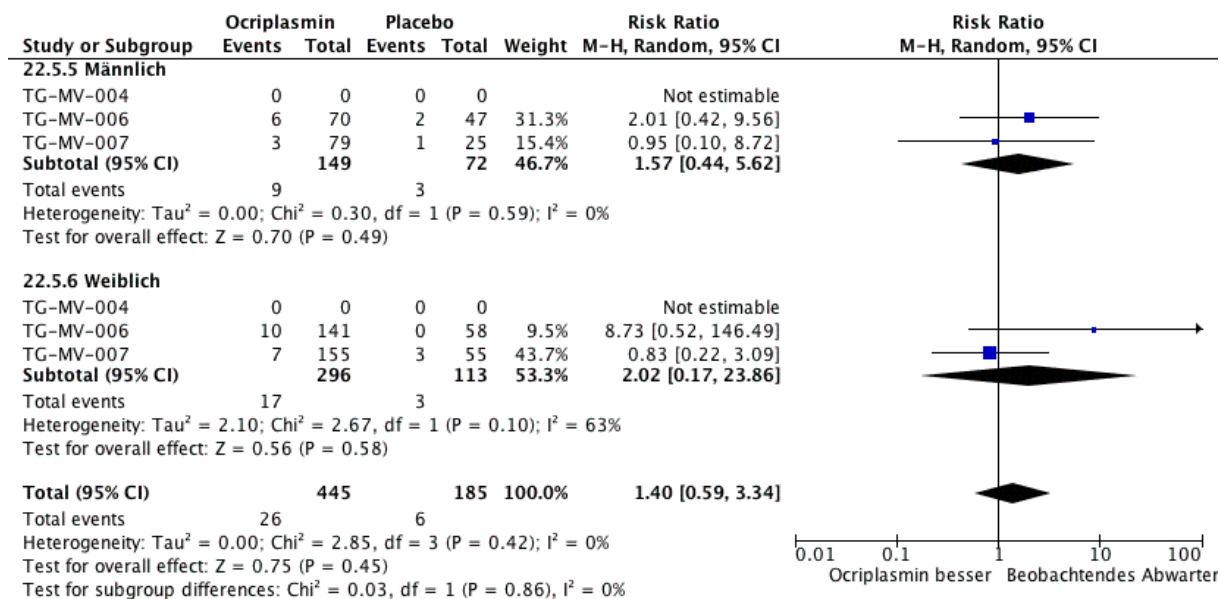 Ocriplasmin Placebo Risk Ratio Risk Ratio
Study or Subgroup Events Total Events Total Weight M-H, Random, 95% CI M-H, Random, 95% CI
22.5.5 Männlich
TG-MV-004 0 0 0 0 Not estimable
TG-MV-006 6 70 2 47 31.3% 2.01 [0.42, 9.56]
TG-MV-007 3 79 1 25 15.4% 0.95 [0.10, 8.72]
Subtotal (95% CI) 149 72 46.7% 1.57 [0.44, 5.62]
Total events 9 3
Heterogeneity: Tau² = 0.00; Chi² = 0.30, df = 1 (P = 0.59); I² = 0%
Test for overall effect: Z = 0.70 (P = 0.49)
22.5.6 Weiblich
TG-MV-004 0 0 0 0 Not estimable
TG-MV-006 10 141 0 58 9.5% 8.73 [0.52, 146.49]
TG-MV-007 7 155 3 55 43.7% 0.83 [0.22, 3.09]
Subtotal (95% CI) 296 113 53.3% 2.02 [0.17, 23.86]
Total events 17 3
Heterogeneity: Tau² = 2.10; Chi² = 2.67, df = 1 (P = 0.10); I² = 63%
Test for overall effect: Z = 0.56 (P = 0.58)
Total (95% CI) 445 185 100.0% 1.40 [0.59, 3.34]
Total events 26 6
Heterogeneity: Tau² = 0.00; Chi² = 2.85, df = 3 (P = 0.42); I² = 0%
Test for overall effect: Z = 0.75 (P = 0.45)
Test for subgroup differences: Chi² = 0.03, df = 1 (P = 0.86), I² = 0%
0.01 0.1 1 10 100
Ocriplasmin besser Beobachtendes Abwarten